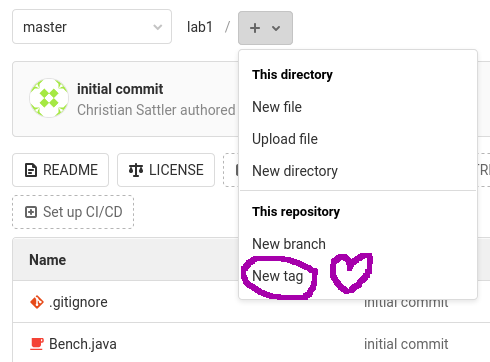 master lab1 / +
This directory
initial commit
New file
Christian Sattler authored
Upload file
README LICENSE New directory
Set up CI/CD This repository
New branch
Name
New tag
.gitignore initial commit
Bench.java initial commit